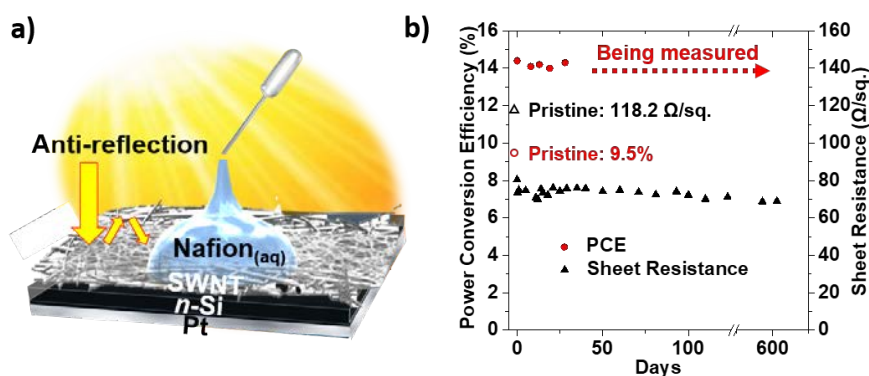 a)
Anti-reflection
Nafion(aq)
SWNT
n-Si
Pt
b)
Power Conversion Efficiency (%)
16
14
12
10
8
6
4
2
0
Being measured
Pristine: 118.2 Ω/sq.
Pristine: 9.5%
PCE
Sheet Resistance
0 50 100 600
Days
160
140
120
100
80
60
40
20
0
Sheet Resistance (Ω/sq.)